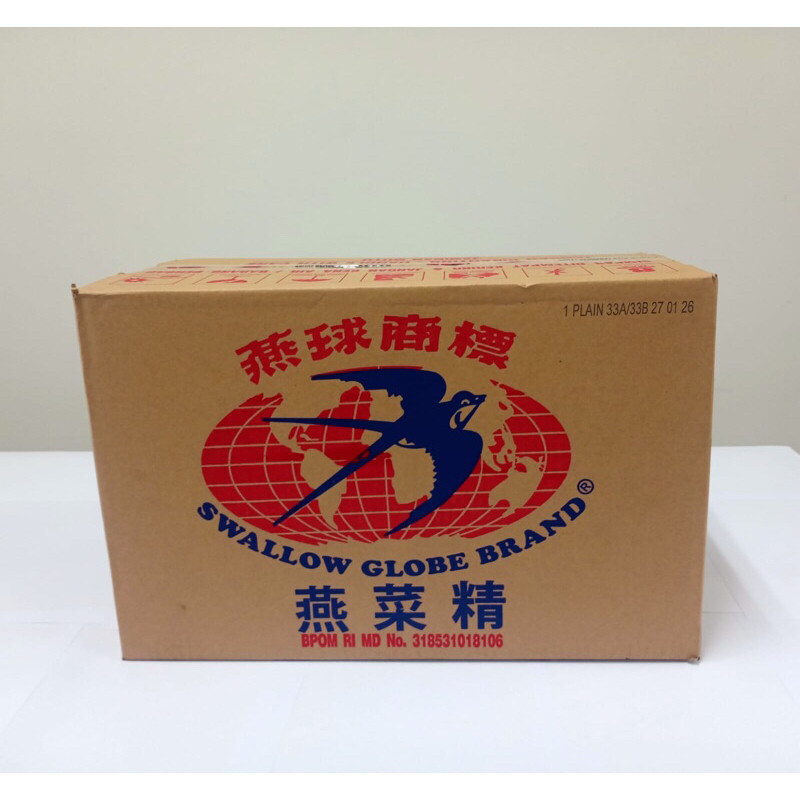 1 PLAIN 33A/33B 27 01 26
燕球商標
SWALLOW GLOBE BRAND®
燕菜精
BPOM RI MD No. 318531018106